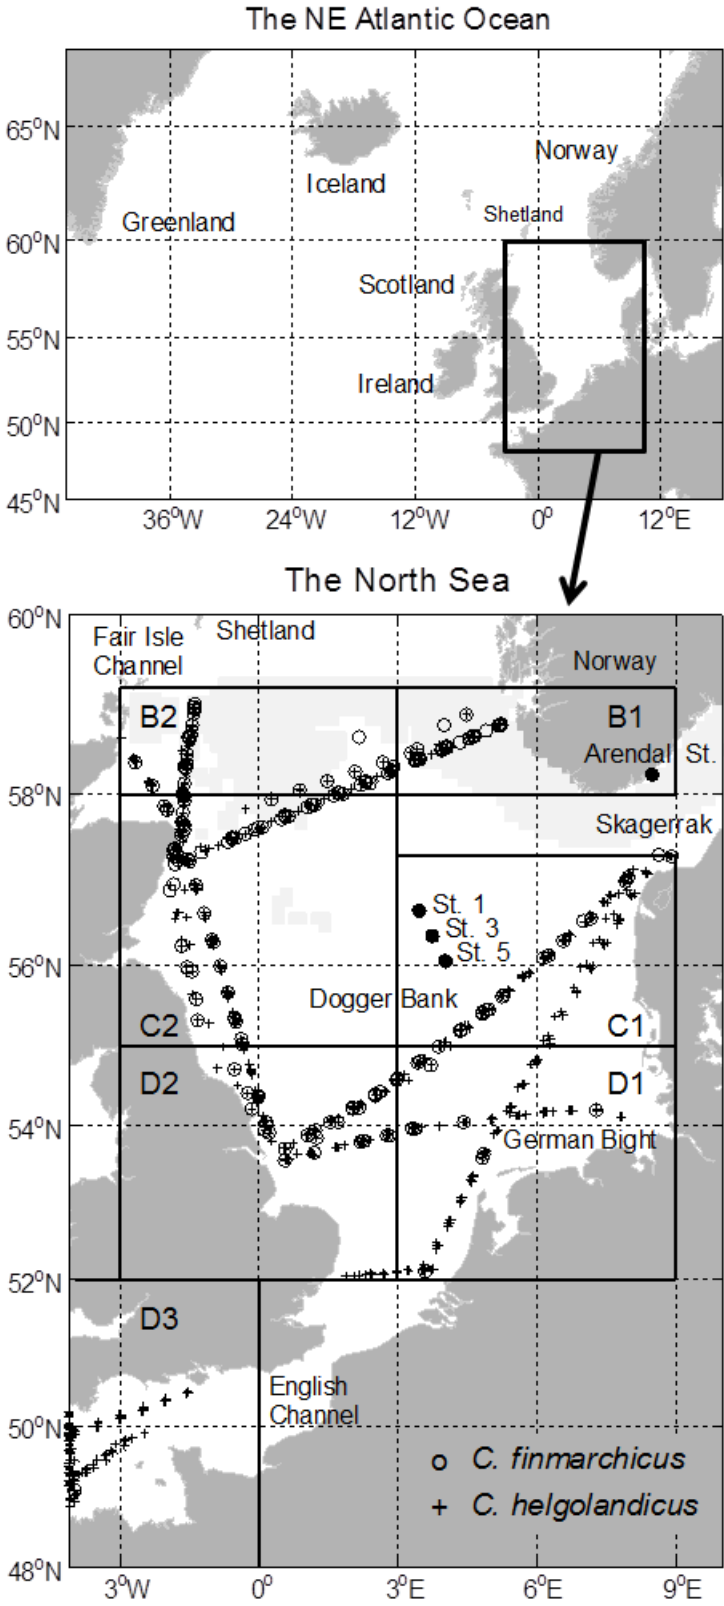 The NE Atlantic Ocean
65°N
Norway
Iceland
Shetland
Greenland
60°N
Scotland
55°N
Ireland
50°N
45°N
36°W 24°W 12°W 0° 12°E
The North Sea
60°N
Fair Isle
Channel
Shetland
Norway
B2
B1
Arendal St.
58°N
Skagerrak
St. 1
St. 3
St. 5
56°N
Dogger Bank
C2
C1
D2
D1
54°N
German Bight
52°N
D3
English
Channel
50°N
C. finmarchicus
C. helgolandicus
48°N
3°W 0° 3°E 6°E 9°E